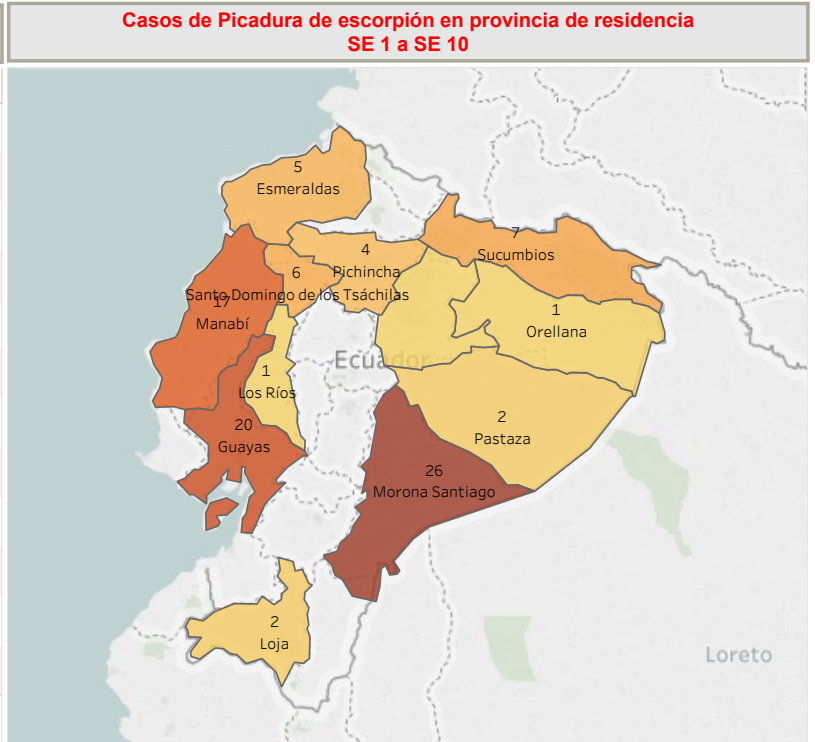 Casos de Picadura de escorpión en provincia de residencia
SE 1 a SE 10
5
Esmeraldas
7
Sucumbios
4
Pichincha
6
Santo Domingo de los Tsáchilas
17
Manabí
1
Orellana
Ecuador
1
Los Ríos
2
Pastaza
20
Guayas
26
Morona Santiago
2
Loja
Loreto